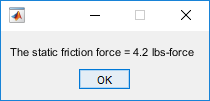 The static friction force = 4.2 lbs-force
OK